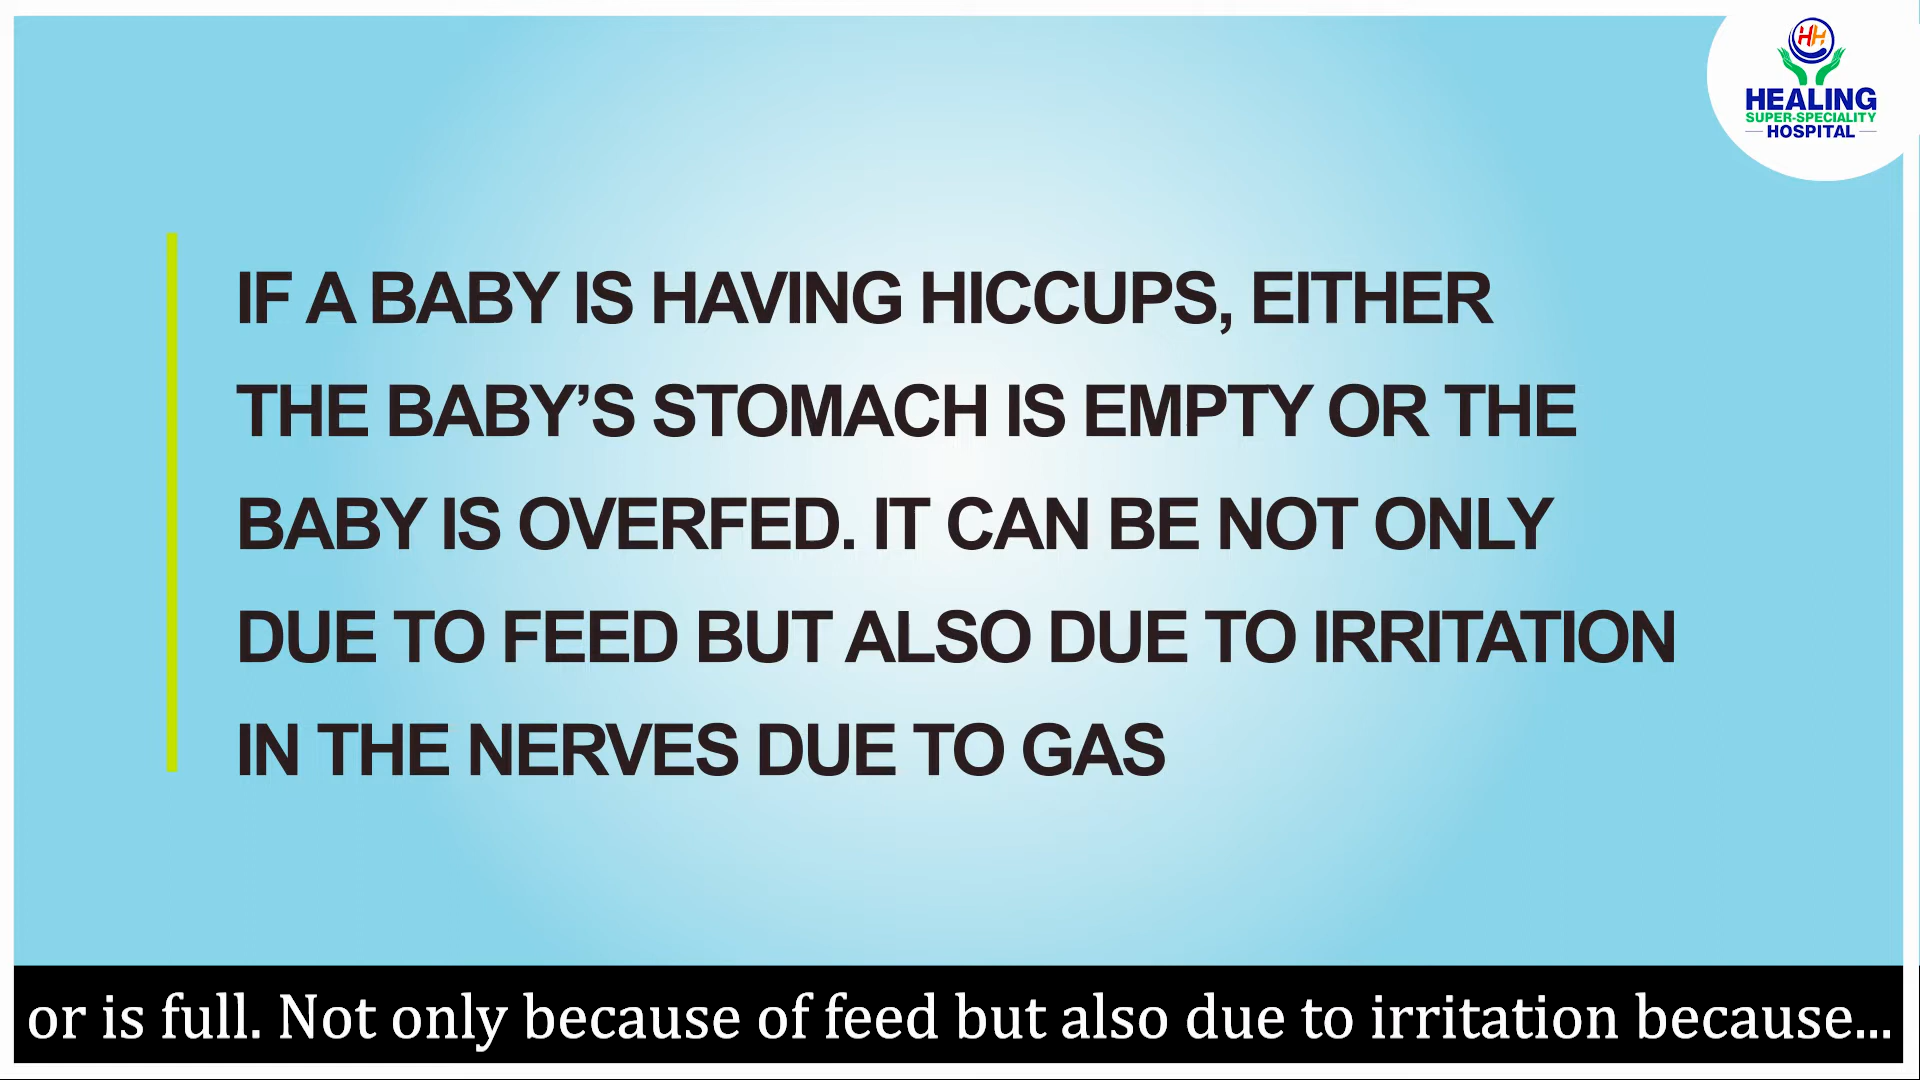 HH
HEALING
SUPER-SPECIALITY
HOSPITAL
IF A BABY IS HAVING HICCUPS, EITHER
THE BABY’S STOMACH IS EMPTY OR THE
BABY IS OVERFED. IT CAN BE NOT ONLY
DUE TO FEED BUT ALSO DUE TO IRRITATION
IN THE NERVES DUE TO GAS
or is full. Not only because of feed but also due to irritation because...